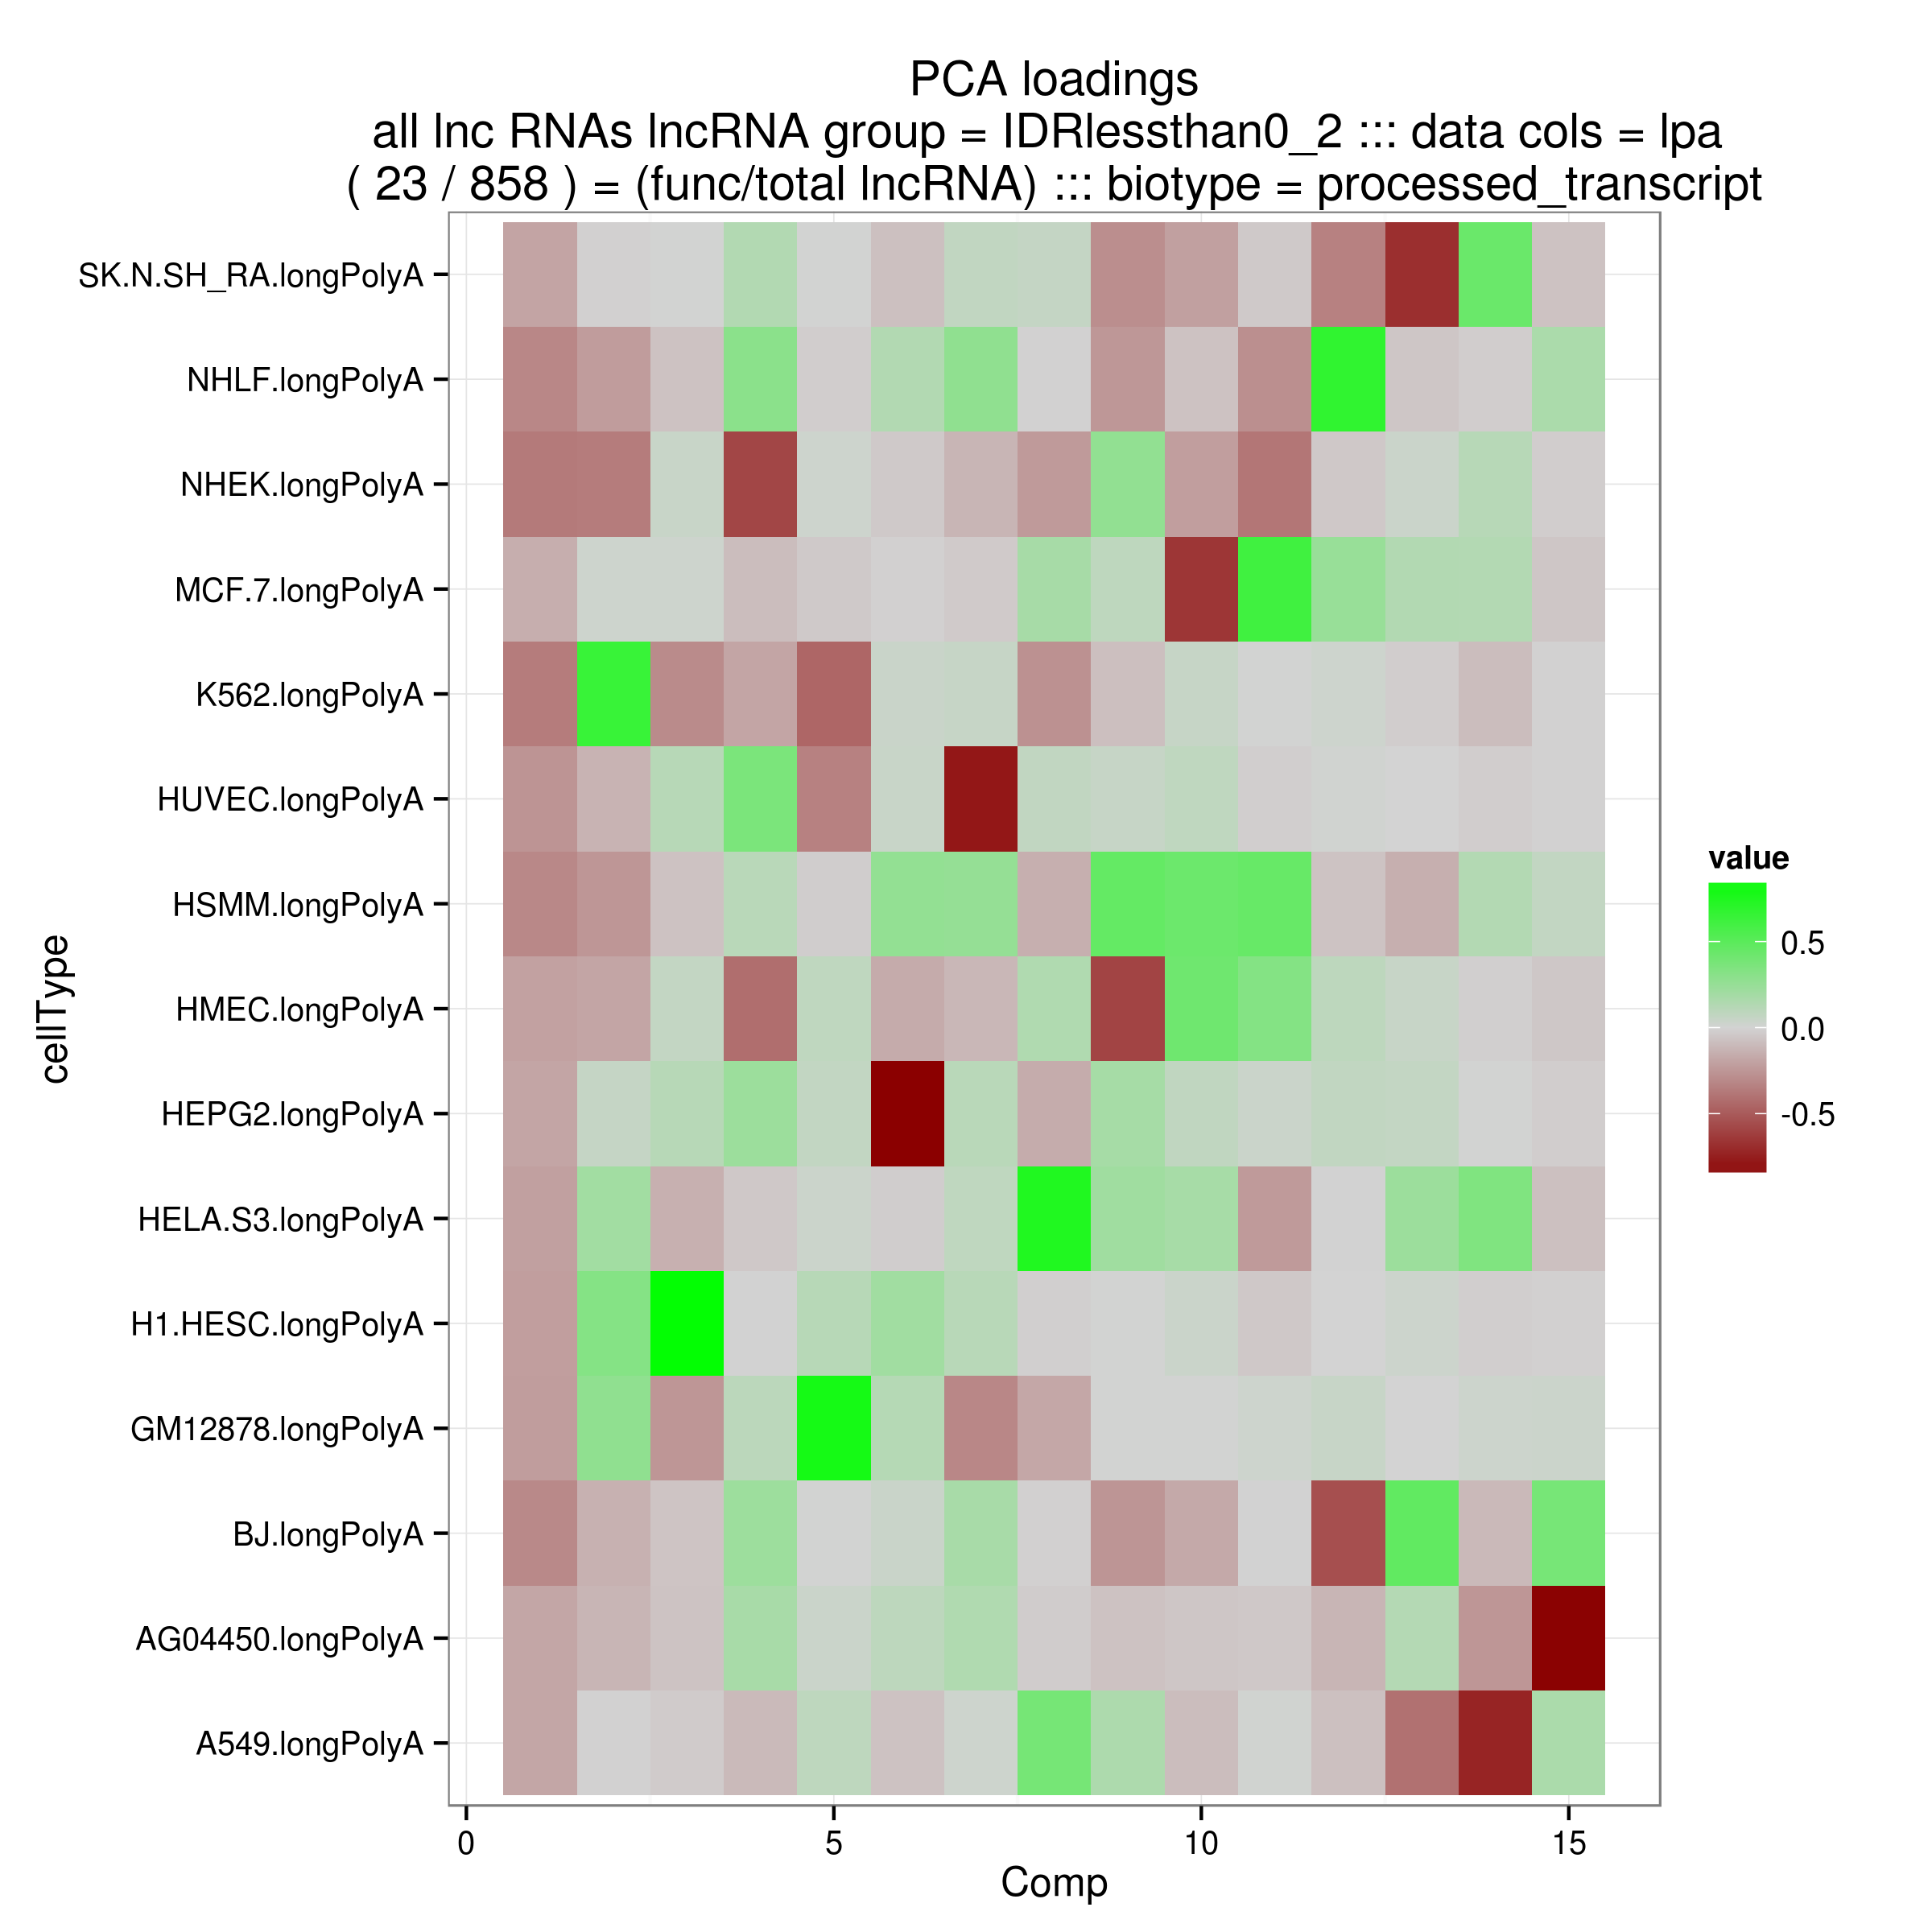 PCA loadings
all lnc RNAs lncRNA group = IDRlessthan0_2 ::: data cols = lpa
( 23 / 858 ) = (func/total lncRNA) ::: biotype = processed_transcript
SK.N.SH_RA.longPolyA
NHLF.longPolyA
NHEK.longPolyA
MCF.7.longPolyA
K562.longPolyA
HUVEC.longPolyA
HSMM.longPolyA
HMEC.longPolyA
HEPG2.longPolyA
HELA.S3.longPolyA
H1.HESC.longPolyA
GM12878.longPolyA
BJ.longPolyA
AG04450.longPolyA
A549.longPolyA
cellType
0 5 10 15
Comp
value
0.5
0.0
-0.5